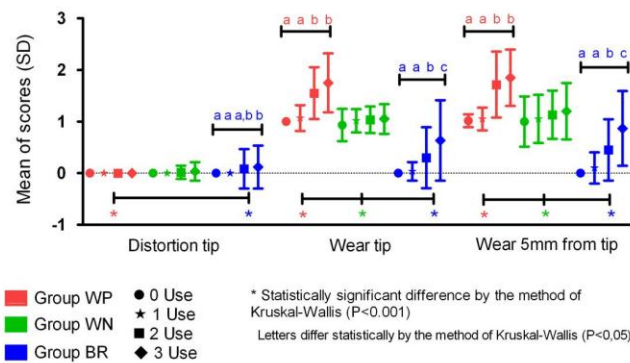 3
2
1
0
-1
Mean of scores (SD)
a a a,b b
a a b b
a a b c
a a b b
a a b c
* * * * * * * *
Distortion tip Wear tip Wear 5mm from tip
Group WP
Group WN
Group BR
0 Use
1 Use
2 Use
3 Use
* Statistically significant difference by the method of
Kruskal-Wallis (P<0.001)
Letters differ statistically by the method of Kruskal-Wallis (P<0,05)